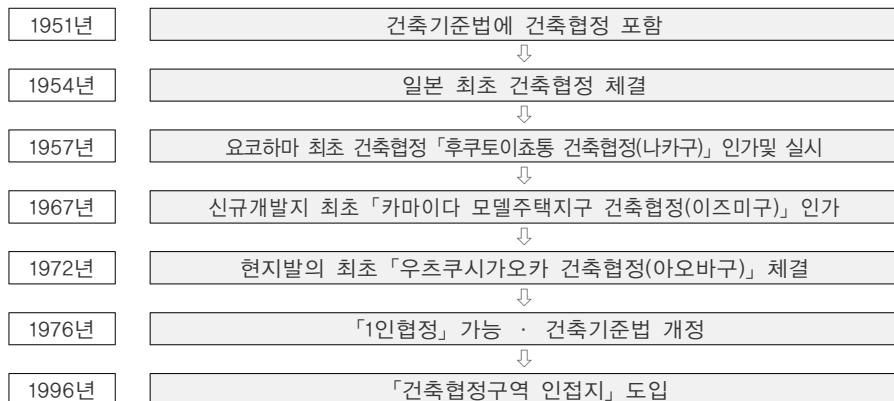 1951년 건축기준법에 건축협정 포함
⇩
1954년 일본 최초 건축협정 체결
⇩
1957년 요코하마 최초 건축협정 「후쿠토이쵸통 건축협정(나카구)」 인가및 실시
⇩
1967년 신규개발지 최초 「카마이다 모델주택지구 건축협정(이즈미구)」 인가
⇩
1972년 현지발의 최초 「우츠쿠시가오카 건축협정(아오바구)」 체결
⇩
1976년 「1인협정」 가능 · 건축기준법 개정
⇩
1996년 「건축협정구역 인접지」 도입